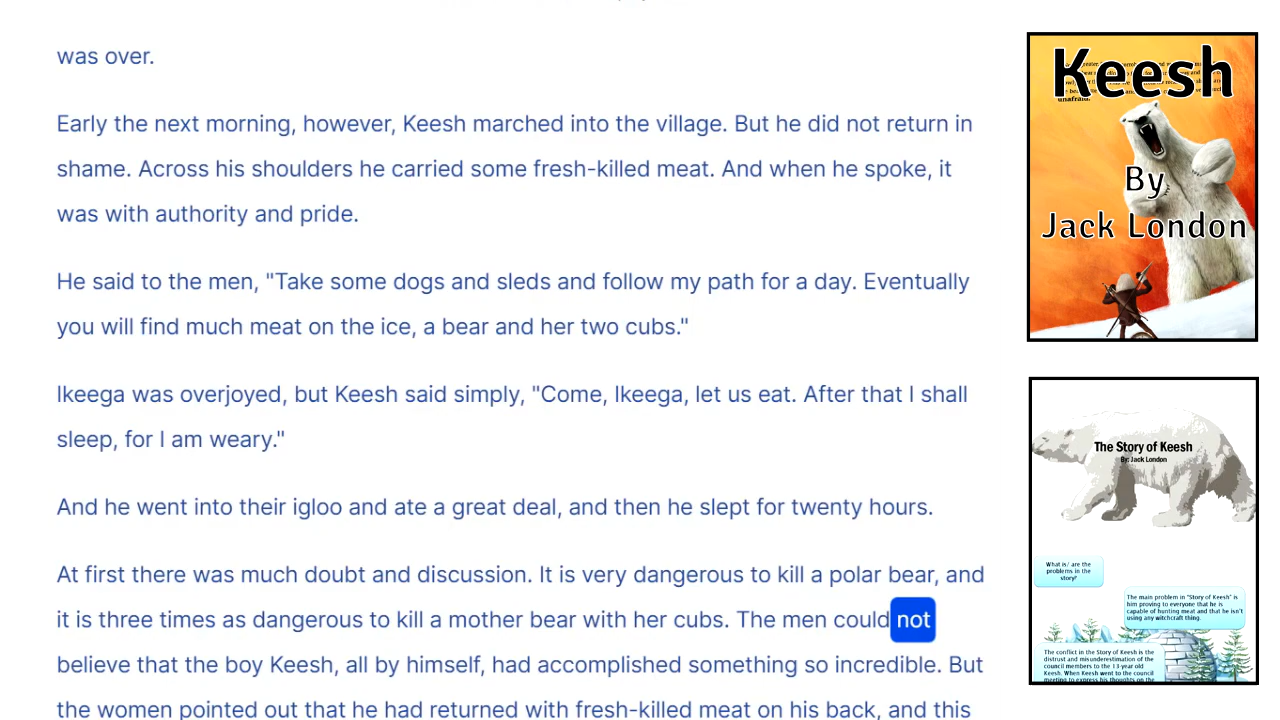 was over.
Early the next morning, however, Keesh marched into the village. But he did not return in
shame. Across his shoulders he carried some fresh-killed meat. And when he spoke, it
was with authority and pride.
He said to the men, "Take some dogs and sleds and follow my path for a day. Eventually
you will find much meat on the ice, a bear and her two cubs."
Ikeega was overjoyed, but Keesh said simply, "Come, Ikeega, let us eat. After that I shall
sleep, for I am weary."
And he went into their igloo and ate a great deal, and then he slept for twenty hours.
At first there was much doubt and discussion. It is very dangerous to kill a polar bear, and
it is three times as dangerous to kill a mother bear with her cubs. The men could not
believe that the boy Keesh, all by himself, had accomplished something so incredible. But
the women pointed out that he had returned with fresh-killed meat on his back, and this
Keesh
unafraid.
By
Jack London
The Story of Keesh
By: Jack London
What is/ are the
problems in the
story?
The main problem in "Story of Keesh" is
him proving to everyone that he is
capable of hunting meat and that he isn't
using any witchcraft thing.
The conflict in the Story of Keesh is the
distrust and misunderestimation of the
council members to the 13-year old
Keesh. When Keesh went to the council
meeting to express his thoughts on the